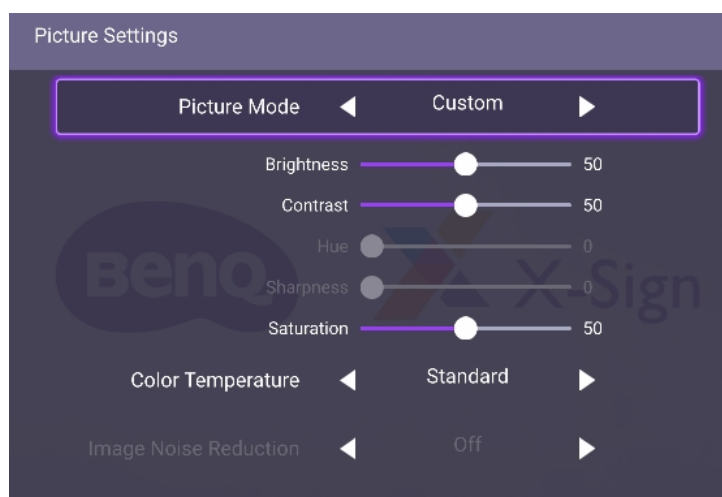 Picture Settings
Picture Mode Custom
Brightness 50
Contrast 50
Hue 0
Sharpness 0
Saturation 50
Color Temperature Standard
Image Noise Reduction Off
BenQ X-Sign